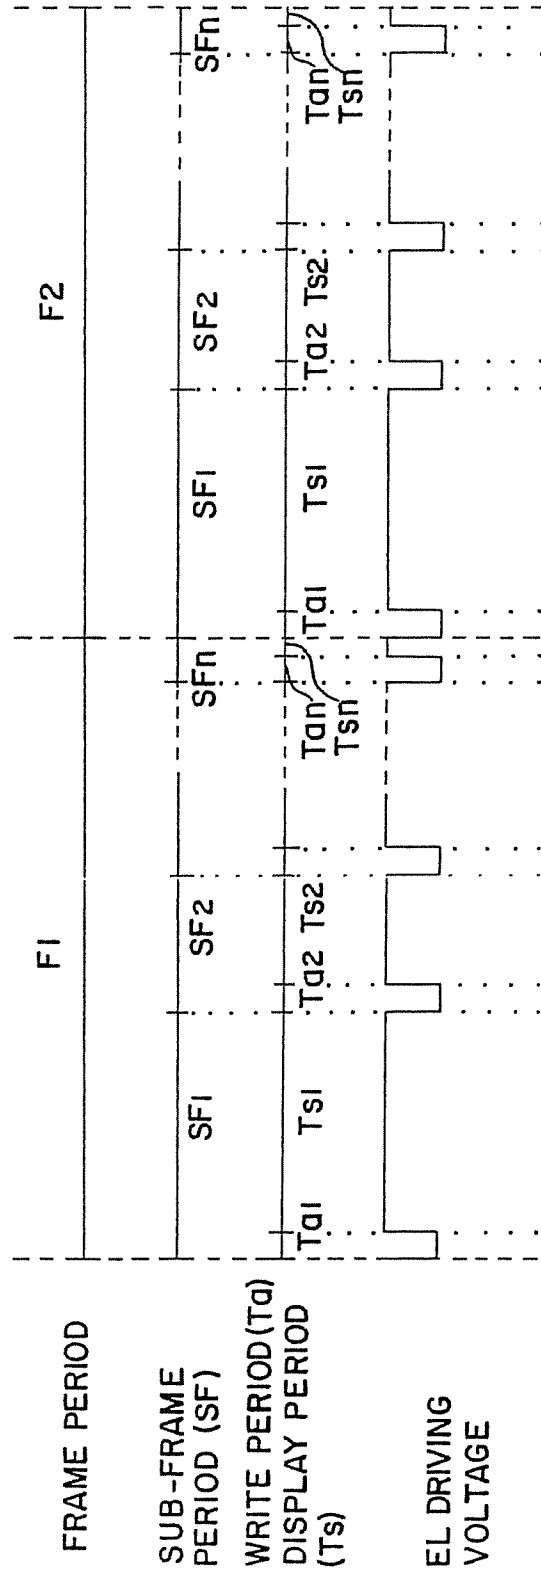 FRAME PERIOD
F1
F2
SUB-FRAME
PERIOD (SF)
SF1
SF2
SFn
SF1
SF2
SFn
WRITE PERIOD(Ta)
DISPLAY PERIOD
(Ts)
Ta1
Ts1
Ta2
Ts2
Tan
Tsn
Ta1
Ts1
Ta2
Ts2
Tan
Tsn
EL DRIVING
VOLTAGE